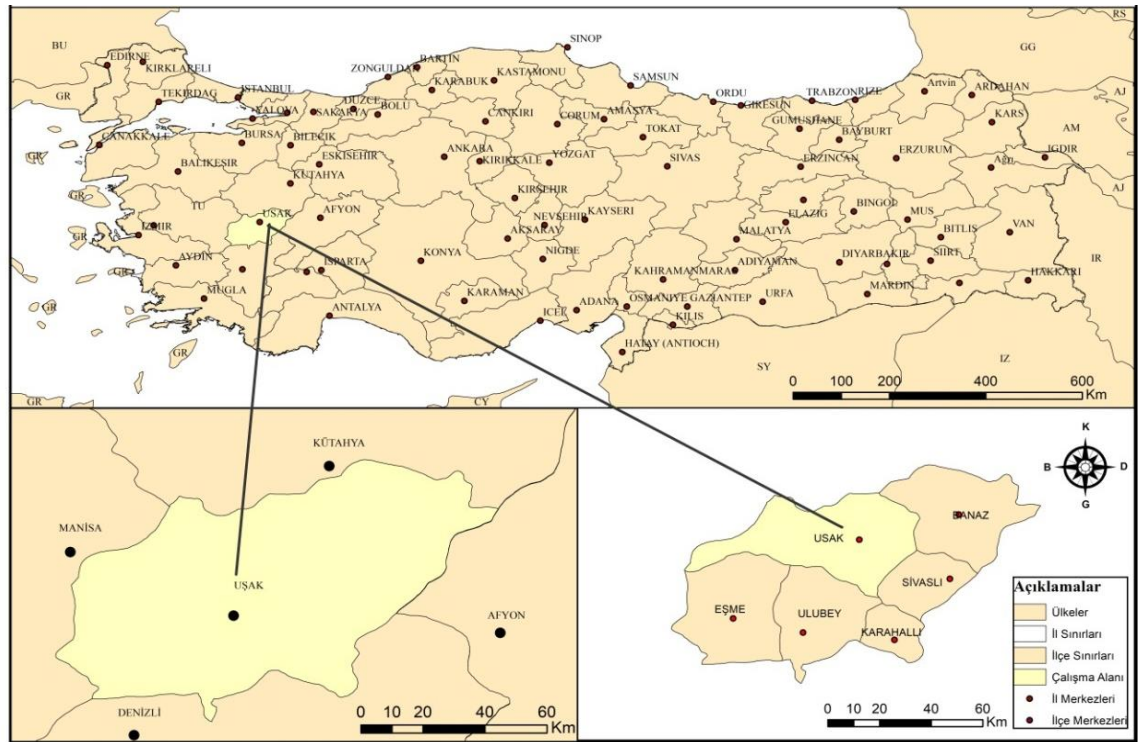 BU
RS
GG
SINOP
EDIRNE
KIRKLARELI
BARTIN
ZONGULDAK
KASTAMONU
KARABUK
SAMSUN
ISTANBUL
TEKIRDAG
DUZCE
ORDU
TRABZON
RIZE
Artvin
ARDAHAN
AJ
GR
YALOVA
SAKARYA
BOLU
CANKIRI
CORUM
AMASYA
GIRESUN
GUMUSHANE
KARS
BAYBURT
AM
CANAKKALE
BURSA
BILECIK
TOKAT
GR
BALIKESIR
ESKISEHIR
ANKARA
KIRIKKALE
YOZGAT
SIVAS
ERZINCAN
ERZURUM
IGDIR
Agri
KUTAHYA
AJ
GR
TU
USAK
AFYON
KIRSEHIR
NEVSEHIR
KAYSERI
ELAZIG
BINGOL
MUS
VAN
IZMIR
GR
AKSARAY
MALATYA
BITLIS
KONYA
NIGDE
AYDIN
GR
ISPARTA
DIYARBAKIR
SIIRT
IR
KAHRAMANMARAS
ADIYAMAN
HAKKARI
MUGLA
KARAMAN
ADANA
OSMANIYE
GAZIANTEP
URFA
MARDIN
GR
ANTALYA
ICEL
KILIS
GR
HATAY (ANTIOCH)
SY
IZ
GR
CY
0 100 200 400 600
Km
KÜTAHYA
MANİSA
UŞAK
AFYON
DENİZLİ
0 10 20 40 60
Km
K
B D
G
BANAZ
USAK
SİVASLI
EŞME
ULUBEY
KARAHALLI
0 10 20 40 60
Km
Açıklamalar
Ülkeler
İl Sınırları
İlçe Sınırları
Çalışma Alanı
İl Merkezleri
İlçe Merkezleri